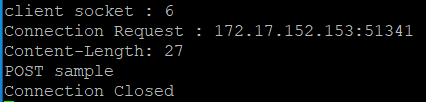 client socket : 6
Connection Request : 172.17.152.153:51341
Content-Length: 27
POST sample
Connection Closed